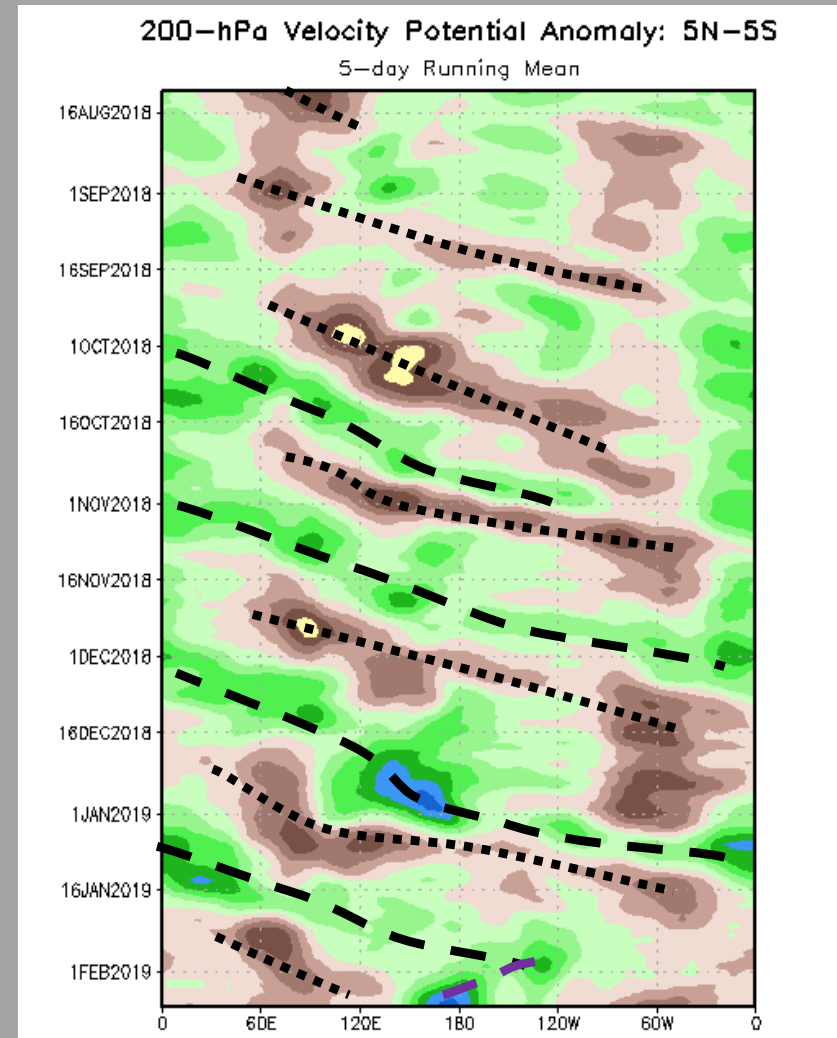 200-hPa Velocity Potential Anomaly: 5N-5S
5-day Running Mean
16AUG2018
1SEP2018
16SEP2018
1OCT2018
16OCT2018
1NOV2018
16NOV2018
1DEC2018
16DEC2018
1JAN2019
16JAN2019
1FEB2019
0 60E 120E 180 120W 60W 0